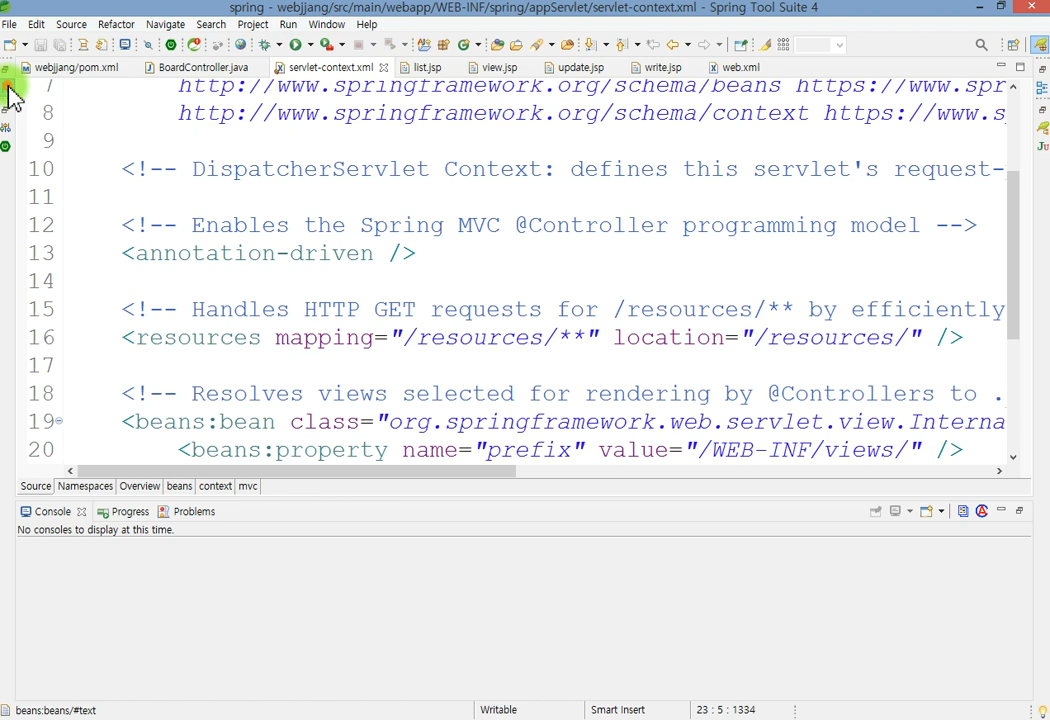 spring - webjjang/src/main/webapp/WEB-INF/spring/appServlet/servlet-context.xml - Spring Tool Suite 4
File Edit Source Refactor Navigate Search Project Run Window Help
webjjang/pom.xml BoardController.java servlet-context.xml list.jsp view.jsp update.jsp write.jsp web.xml
7 http://www.springframework.org/schema/beans https://www.spr
8 http://www.springframework.org/schema/context https://www.s
9
10 <!-- DispatcherServlet Context: defines this servlet's request-
11
12 <!-- Enables the Spring MVC @Controller programming model -->
13 <annotation-driven />
14
15 <!-- Handles HTTP GET requests for /resources/** by efficiently
16 <resources mapping="/resources/**" location="/resources/" />
17
18 <!-- Resolves views selected for rendering by @Controllers to .
19 <beans:bean class="org.springframework.web.servlet.view.Interna
20 <beans:property name="prefix" value="/WEB-INF/views/" />
Source Namespaces Overview beans context mvc
Console Progress Problems
No consoles to display at this time.
beans:beans/#text Writable Smart Insert 23 : 5 : 1334